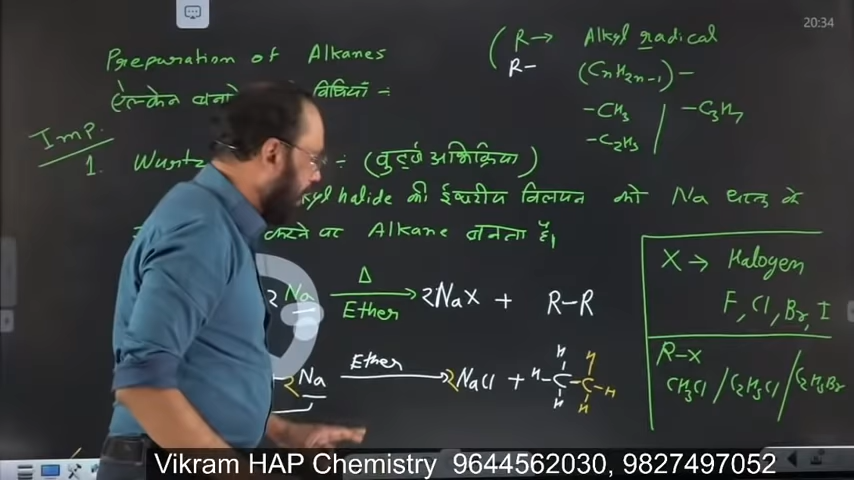 20:34
Preparation of Alkanes
( R → Alkyl radical
R –
(CnH2n-1) –
ऐल्केन बनाने विधियाँ ÷
– CH3 / – C3H7
– C2H5
Imp.
1. Wurtz ÷ (वुर्ट्ज अभिक्रिया)
halide की ईथरीय विलयन को Na धातु के
करने पर Alkane बनता है।
X → Halogen
F, Cl, Br, I
2Na Δ Ether → 2NaX + R–R
R–X
CH3Cl / C2H5Cl / C2H5Br
2Na Ether → 2NaCl + H–C–C–H
H H
H H
Vikram HAP Chemistry 9644562030, 9827497052